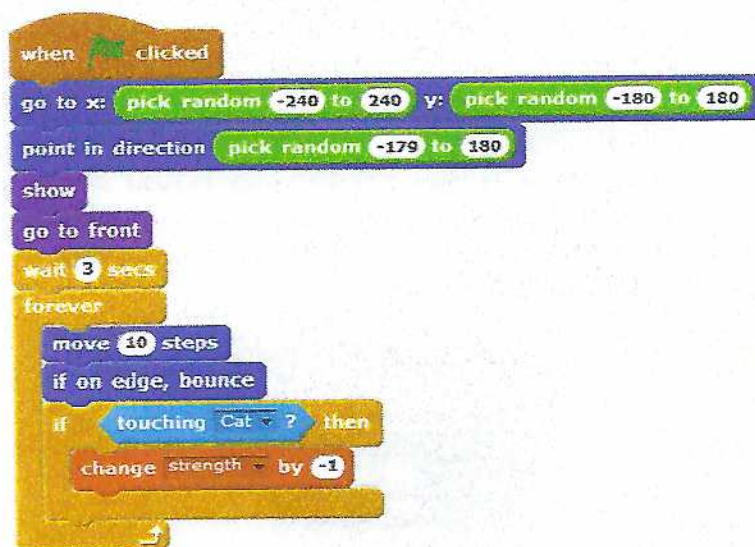 when clicked
go to x: pick random -240 to 240 y: pick random -180 to 180
point in direction pick random -179 to 180
show
go to front
wait 3 secs
forever
move 10 steps
if on edge, bounce
if touching Cat ? then
change strength by -1